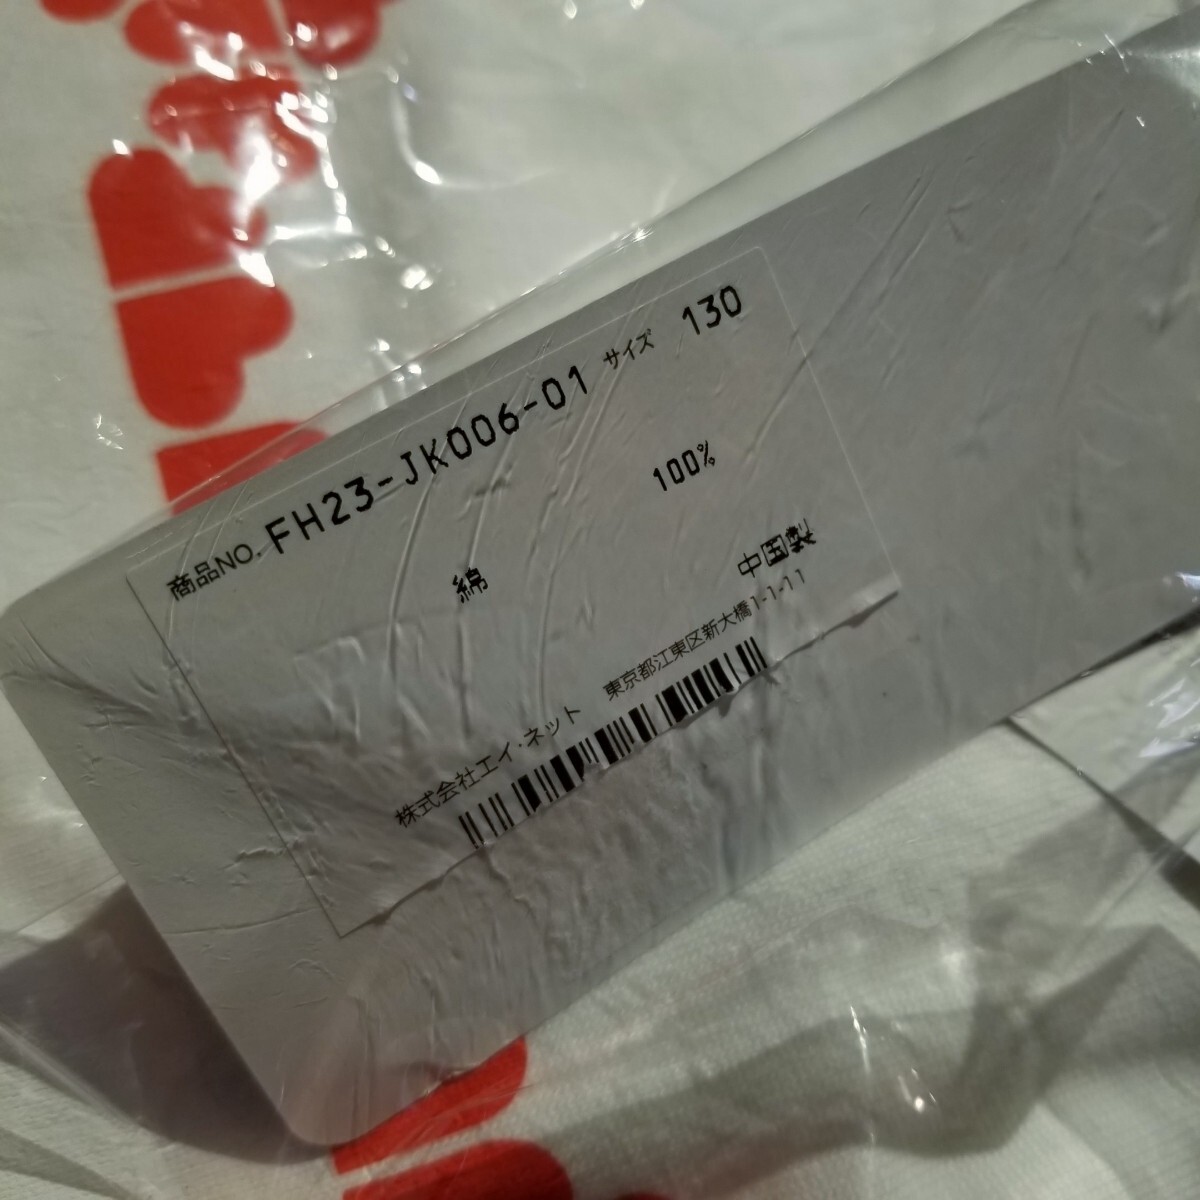 商品NO. FH23-JK006-01 サイズ 130
綿 100%
中国製
株式会社エイ・ネット 東京都江東区新大橋1-1-11